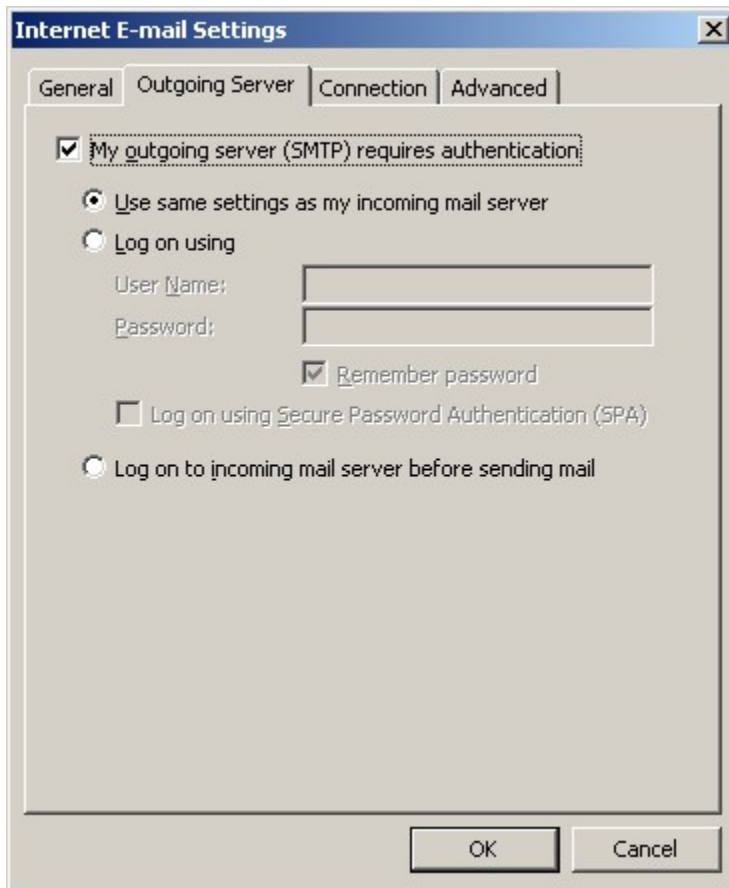 Internet E-mail Settings
General Outgoing Server Connection Advanced
My outgoing server (SMTP) requires authentication
Use same settings as my incoming mail server
Log on using
User Name:
Password:
Remember password
Log on using Secure Password Authentication (SPA)
Log on to incoming mail server before sending mail
OK Cancel